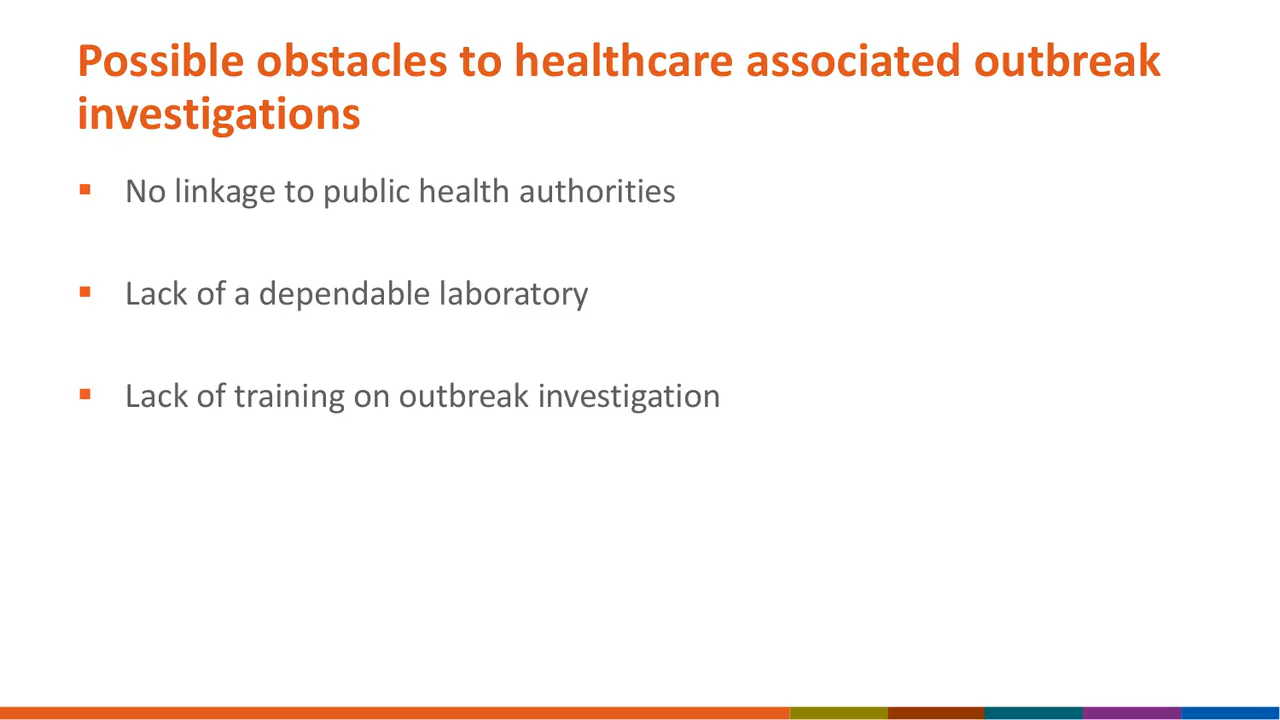 Possible obstacles to healthcare associated outbreak
investigations
▪ No linkage to public health authorities
▪ Lack of a dependable laboratory
▪ Lack of training on outbreak investigation